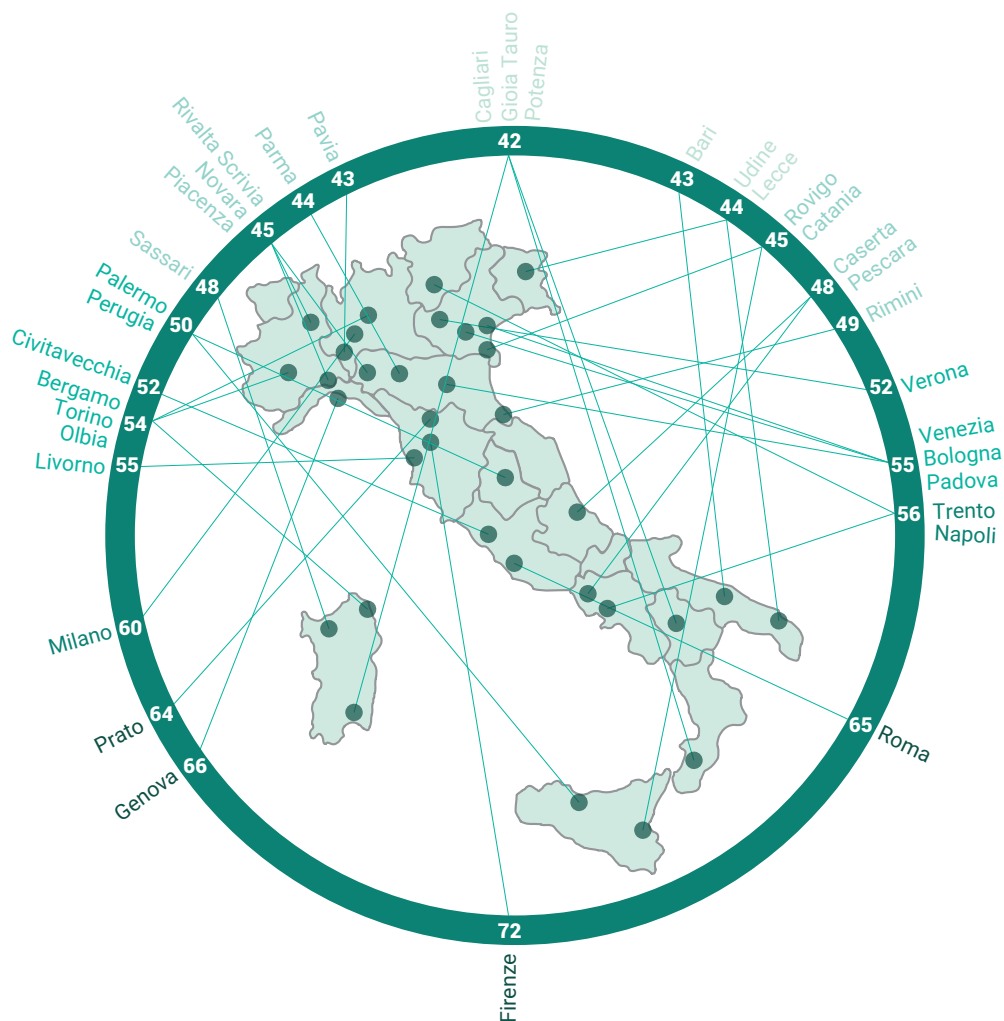 Cagliari
Gioia Tauro
Potenza
42
Bari
43
Udine
Lecce
44
Rovigo
Catania
45
Caserta
Pescara
48
Rimini
49
52
Verona
Venezia
Bologna
Padova
55
56
Trento
Napoli
65
Roma
72
Firenze
66
Genova
64
Prato
60
Milano
55
Livorno
Bergamo
Torino
Olbia
54
Civitavecchia
52
Palermo
Perugia
50
Sassari
48
Rivalta Scrivia
Novara
Piacenza
45
Parma
44
Pavia
43